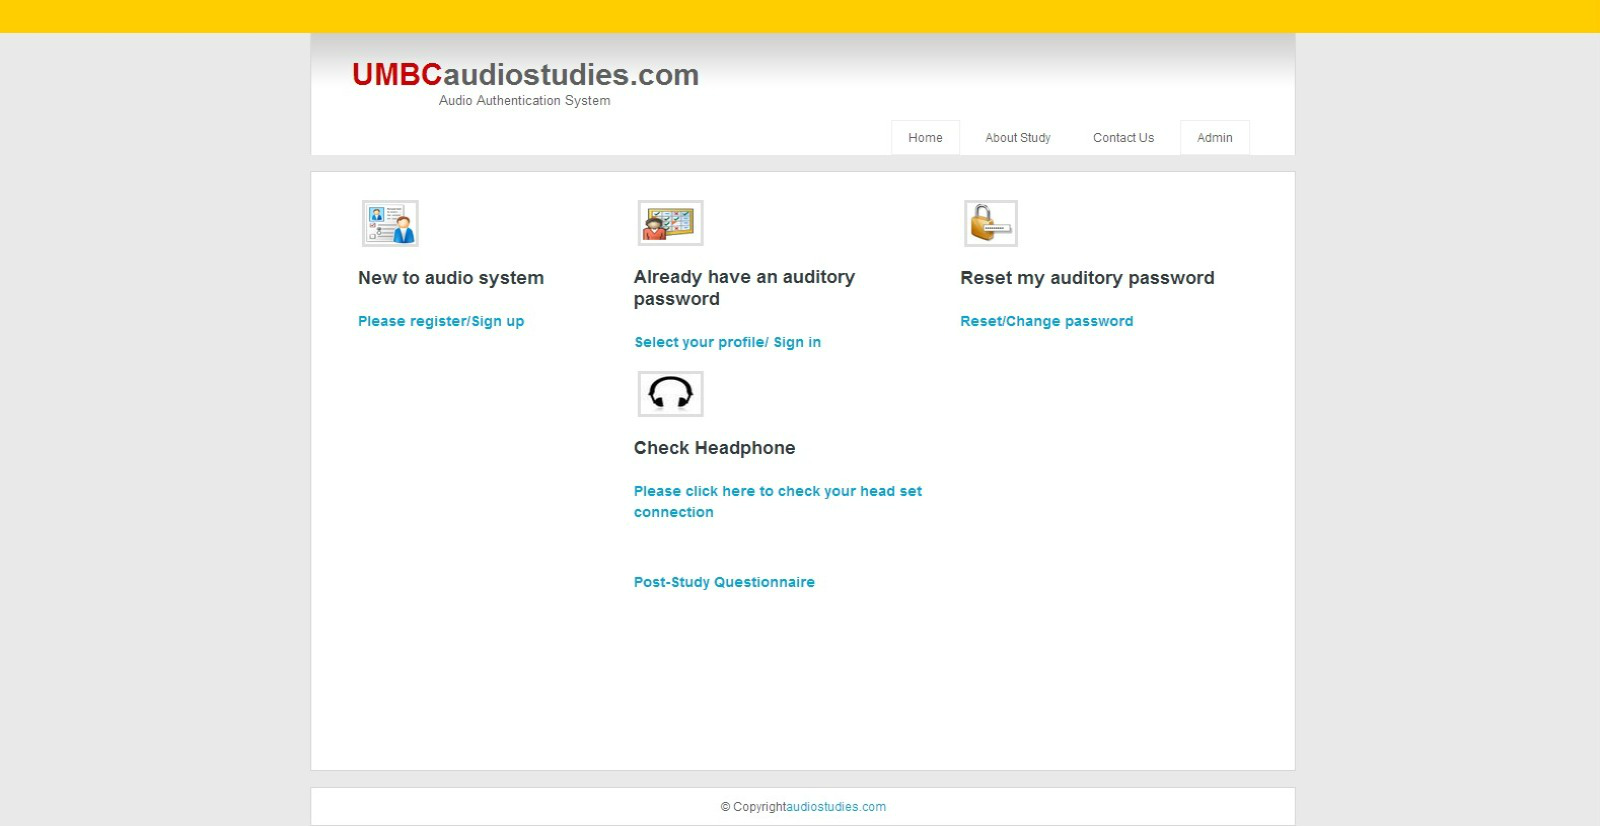 UMBCaudiostudies.com
Audio Authentication System
Home About Study Contact Us Admin
New to audio system
Please register/Sign up
Already have an auditory
password
Select your profile/ Sign in
Reset my auditory password
Reset/Change password
Check Headphone
Please click here to check your head set
connection
Post-Study Questionnaire
© Copyrightaudiostudies.com